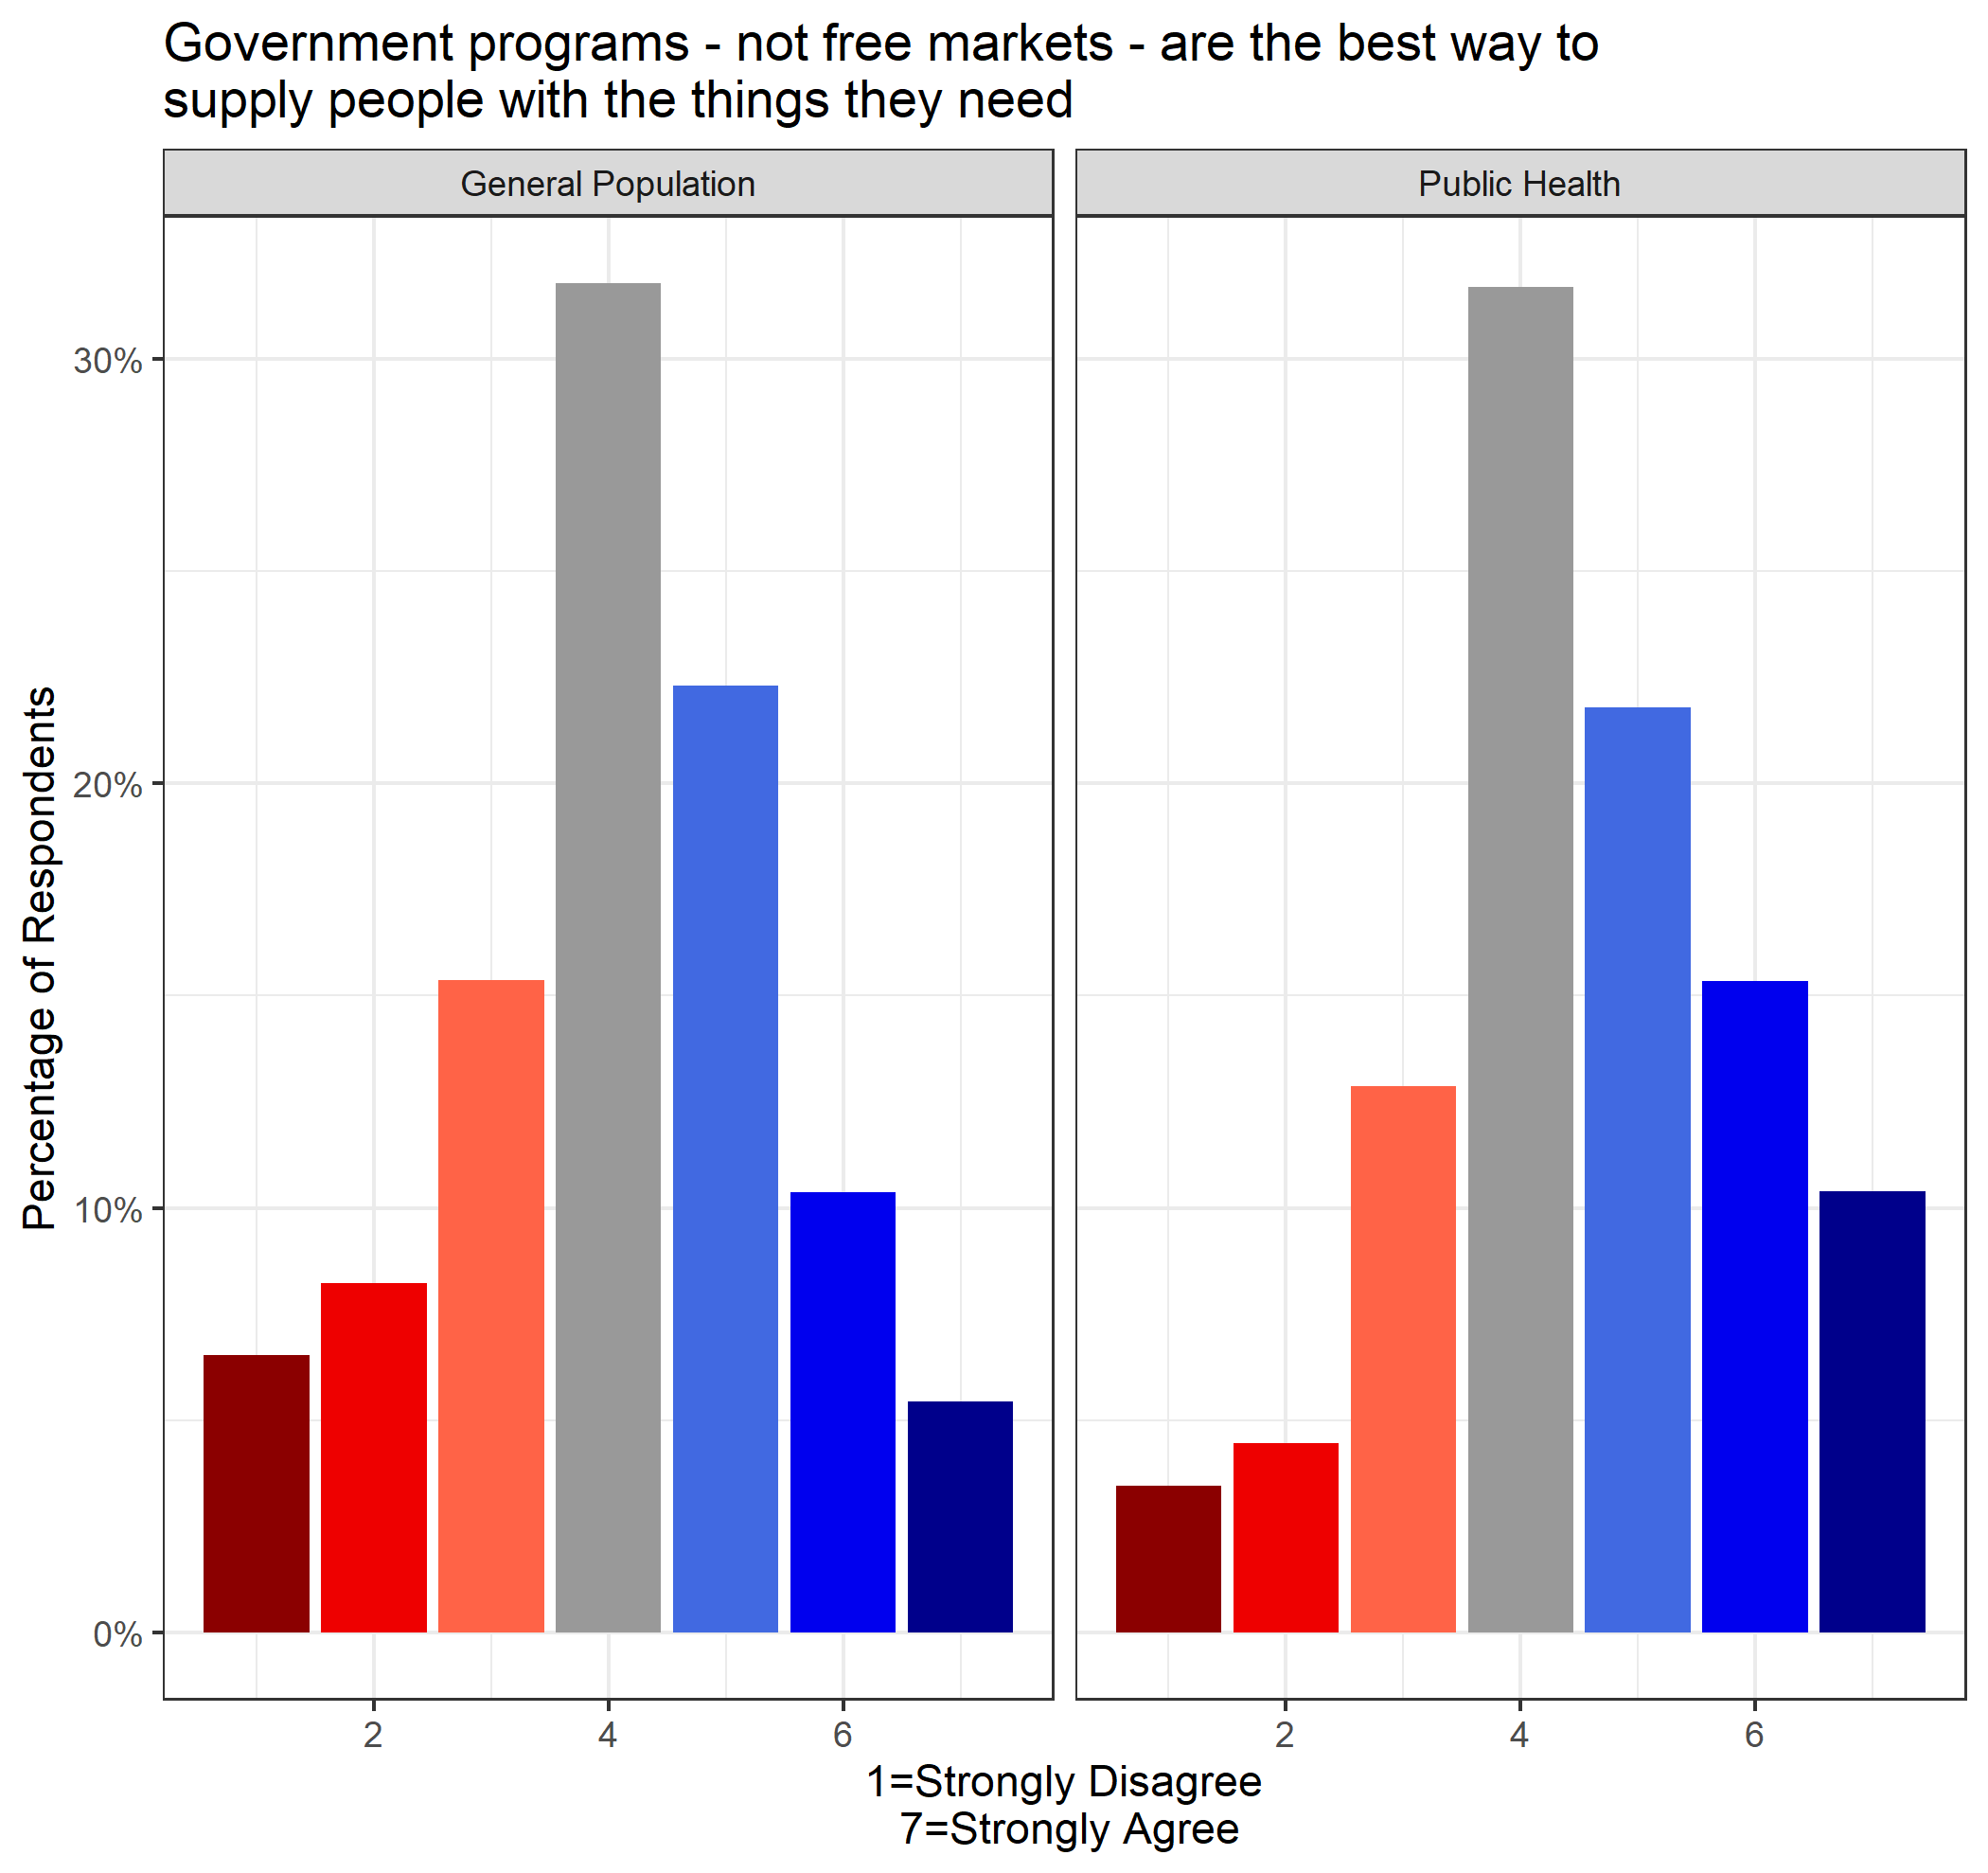 Government programs - not free markets - are the best way to
supply people with the things they need
General Population
Public Health
Percentage of Respondents
30%
20%
10%
0%
2
4
6
2
4
6
1=Strongly Disagree
7=Strongly Agree